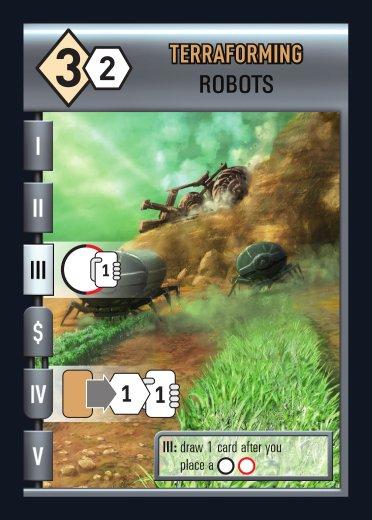 3 2
TERRAFORMING
ROBOTS
I
II
III 1
$
IV 1 1
V
III: draw 1 card after you
place a